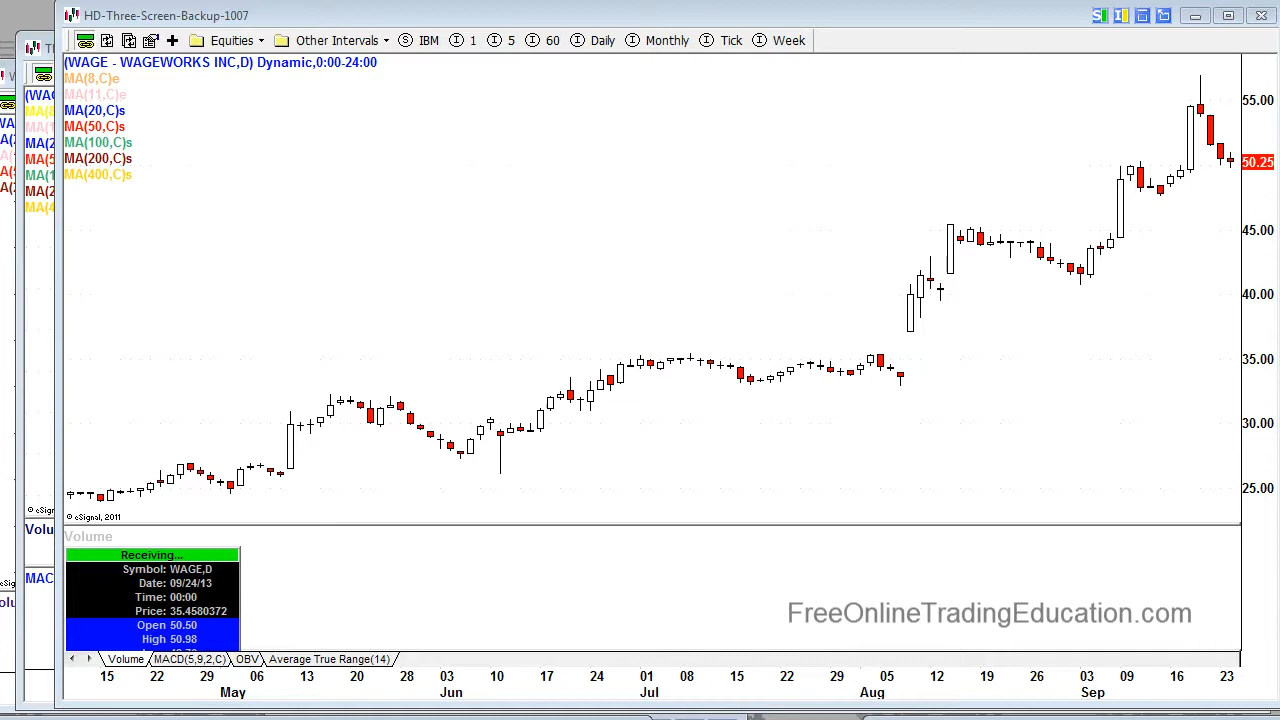 HD-Three-Screen-Backup-1007
Equities Other Intervals IBM 1 5 60 Daily Monthly Tick Week
(WAGE - WAGEWORKS INC,D) Dynamic,0:00-24:00
MA(8,C)e
MA(11,C)e
MA(20,C)s
MA(50,C)s
MA(100,C)s
MA(200,C)s
MA(400,C)s
55.00
50.25
45.00
40.00
35.00
30.00
25.00
© eSignal, 2011
Volume
Receiving...
Symbol: WAGE,D
Date: 09/24/13
Time: 00:00
Price: 35.4580372
Open 50.50
High 50.98
FreeOnlineTradingEducation.com
Volume MACD(5,9,2,C) OBV Average True Range(14)
15 22 29 06 13 20 28 03 10 17 24 01 08 15 22 29 05 12 19 26 03 09 16 23
May Jun Jul Aug Sep